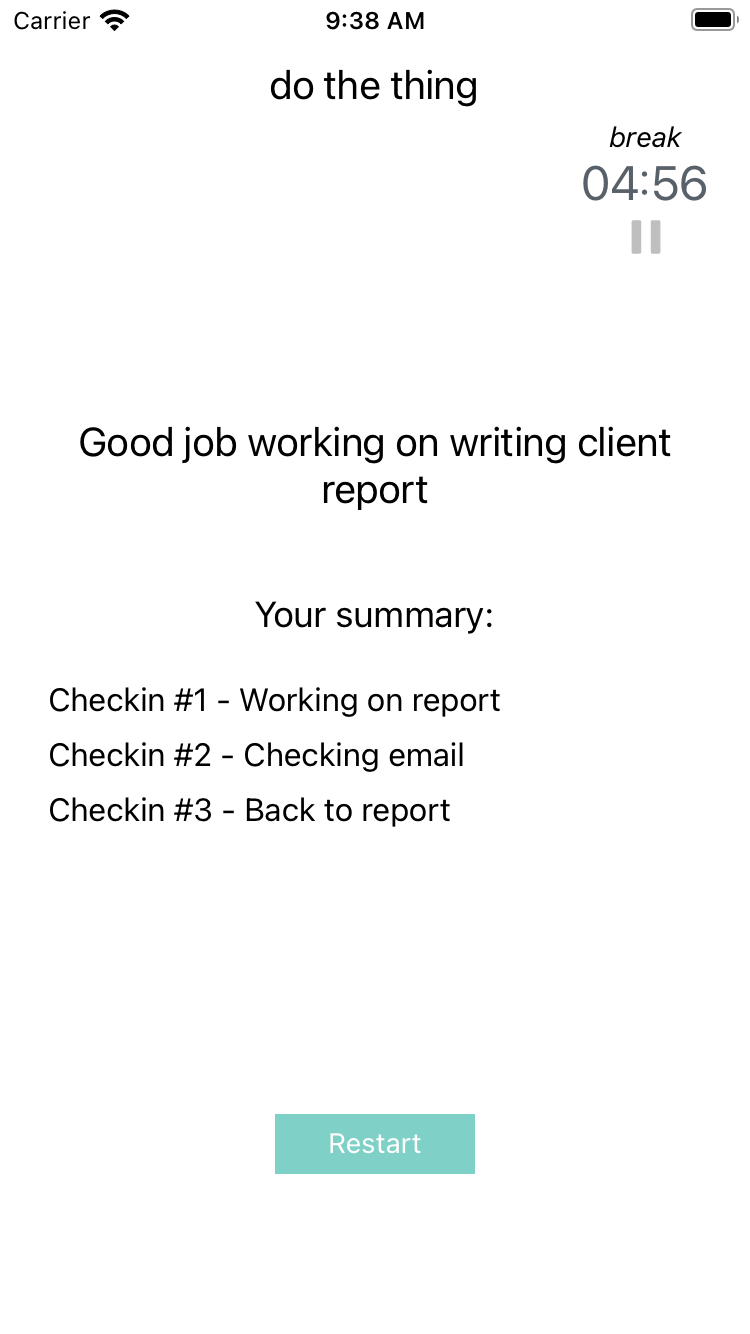 Carrier 9:38 AM
do the thing
break
04:56
Good job working on writing client
report
Your summary:
Checkin #1 - Working on report
Checkin #2 - Checking email
Checkin #3 - Back to report
Restart